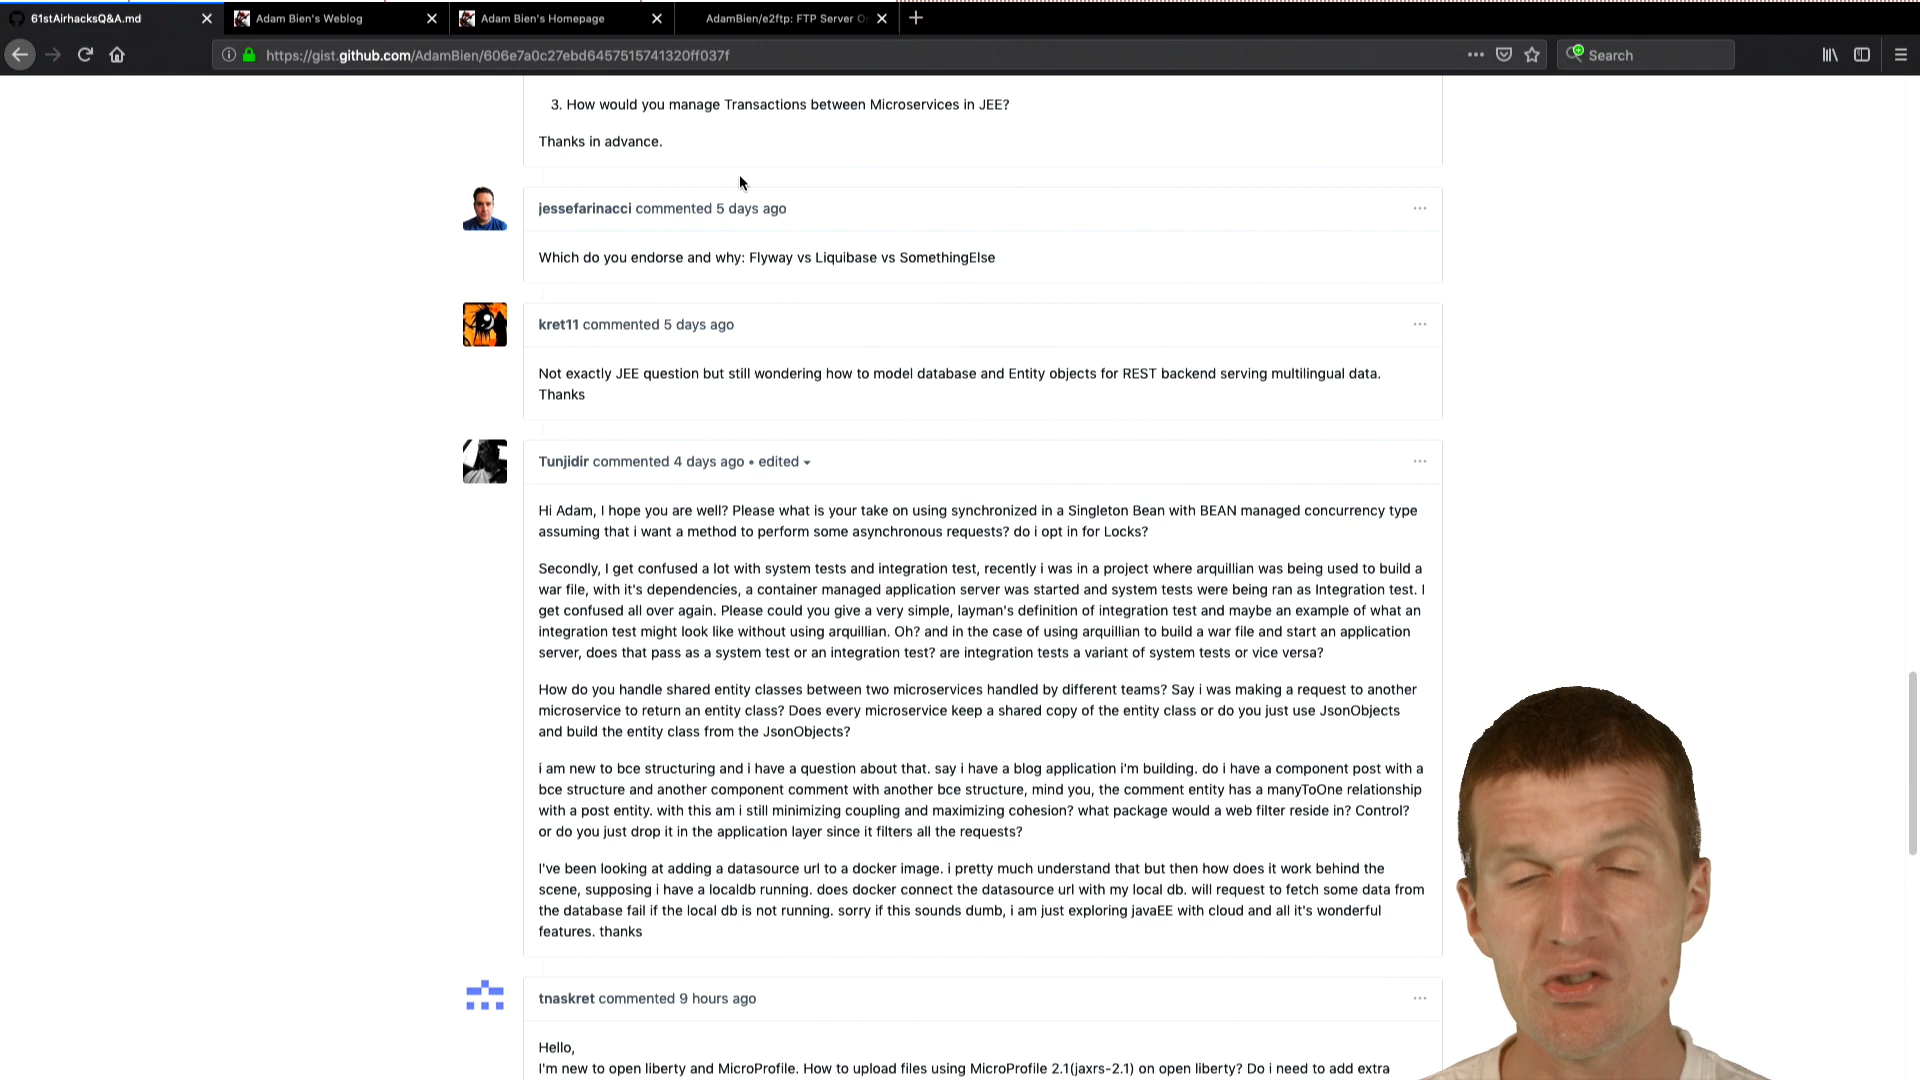 61stAirhacksQ&A.md
Adam Bien's Weblog
Adam Bien's Homepage
AdamBien/e2ftp: FTP Server O
https://gist.github.com/AdamBien/606e7a0c27ebd6457515741320ff037f
Search
3. How would you manage Transactions between Microservices in JEE?
Thanks in advance.
jessefarinacci commented 5 days ago
Which do you endorse and why: Flyway vs Liquibase vs SomethingElse
kret11 commented 5 days ago
Not exactly JEE question but still wondering how to model database and Entity objects for REST backend serving multilingual data.
Thanks
Tunjidir commented 4 days ago • edited
Hi Adam, I hope you are well? Please what is your take on using synchronized in a Singleton Bean with BEAN managed concurrency type
assuming that i want a method to perform some asynchronous requests? do i opt in for Locks?
Secondly, I get confused a lot with system tests and integration test, recently i was in a project where arquillian was being used to build a
war file, with it's dependencies, a container managed application server was started and system tests were being ran as Integration test. I
get confused all over again. Please could you give a very simple, layman's definition of integration test and maybe an example of what an
integration test might look like without using arquillian. Oh? and in the case of using arquillian to build a war file and start an application
server, does that pass as a system test or an integration test? are integration tests a variant of system tests or vice versa?
How do you handle shared entity classes between two microservices handled by different teams? Say i was making a request to another
microservice to return an entity class? Does every microservice keep a shared copy of the entity class or do you just use JsonObjects
and build the entity class from the JsonObjects?
i am new to bce structuring and i have a question about that. say i have a blog application i'm building. do i have a component post with a
bce structure and another component comment with another bce structure, mind you, the comment entity has a manyToOne relationship
with a post entity. with this am i still minimizing coupling and maximizing cohesion? what package would a web filter reside in? Control?
or do you just drop it in the application layer since it filters all the requests?
I've been looking at adding a datasource url to a docker image. i pretty much understand that but then how does it work behind the
scene, supposing i have a localdb running. does docker connect the datasource url with my local db. will request to fetch some data from
the database fail if the local db is not running. sorry if this sounds dumb, i am just exploring javaEE with cloud and all it's wonderful
features. thanks
tnaskret commented 9 hours ago
Hello,
I'm new to open liberty and MicroProfile. How to upload files using MicroProfile 2.1(jaxrs-2.1) on open liberty? Do i need to add extra